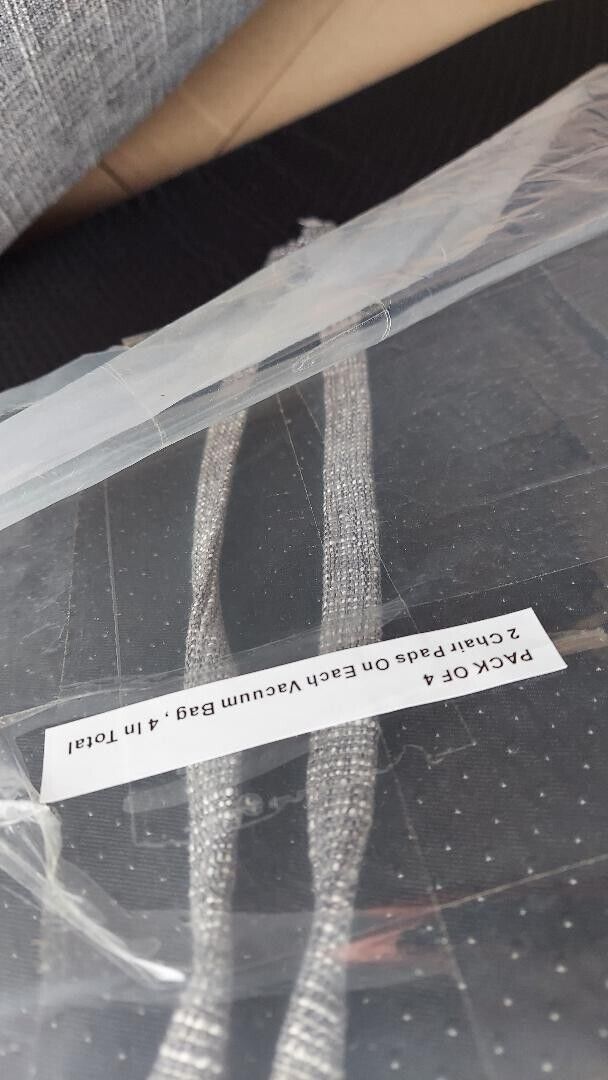 PACK OF 4
2 Chair Pads On Each Vacuum Bag , 4 In Total